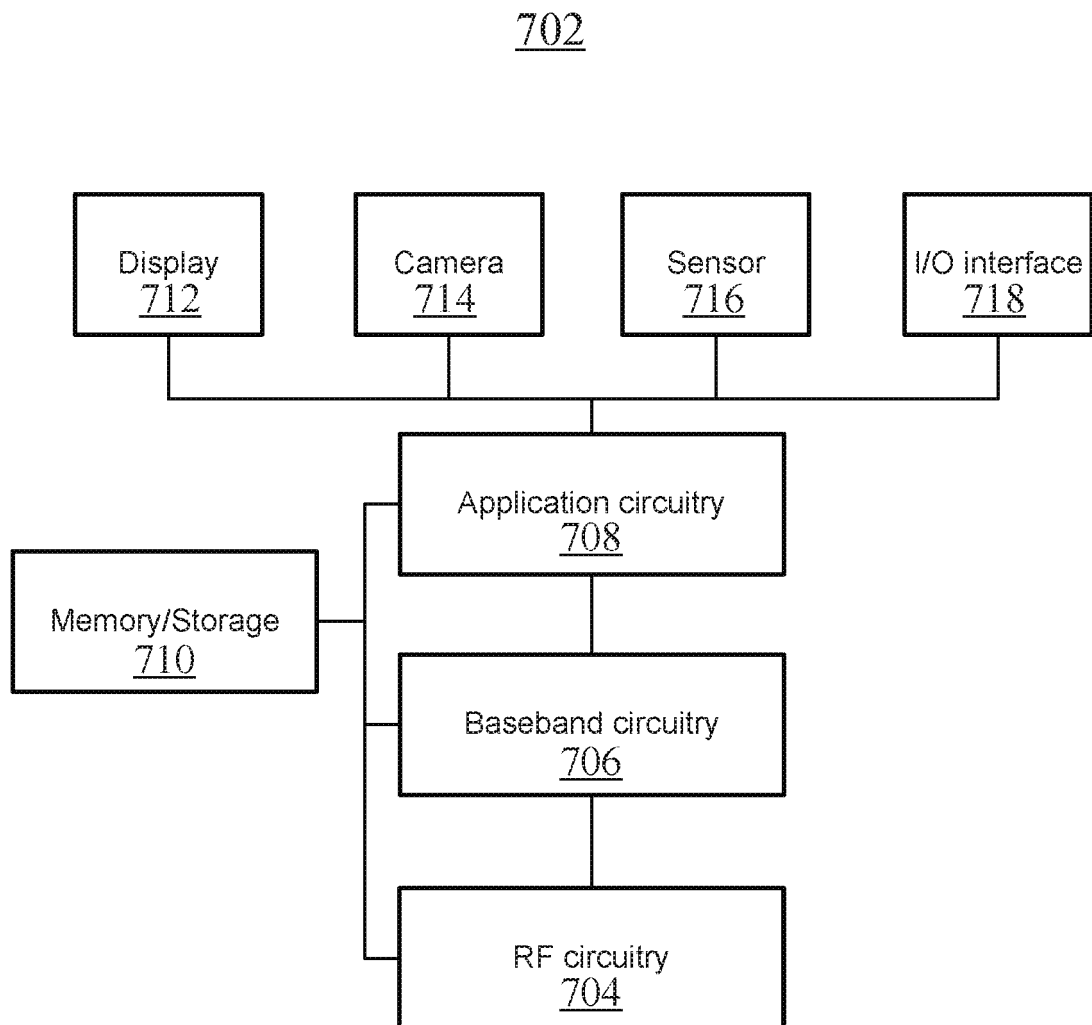 702
Display
712
Camera
714
Sensor
716
I/O interface
718
Application circuitry
708
Memory/Storage
710
Baseband circuitry
706
RF circuitry
704